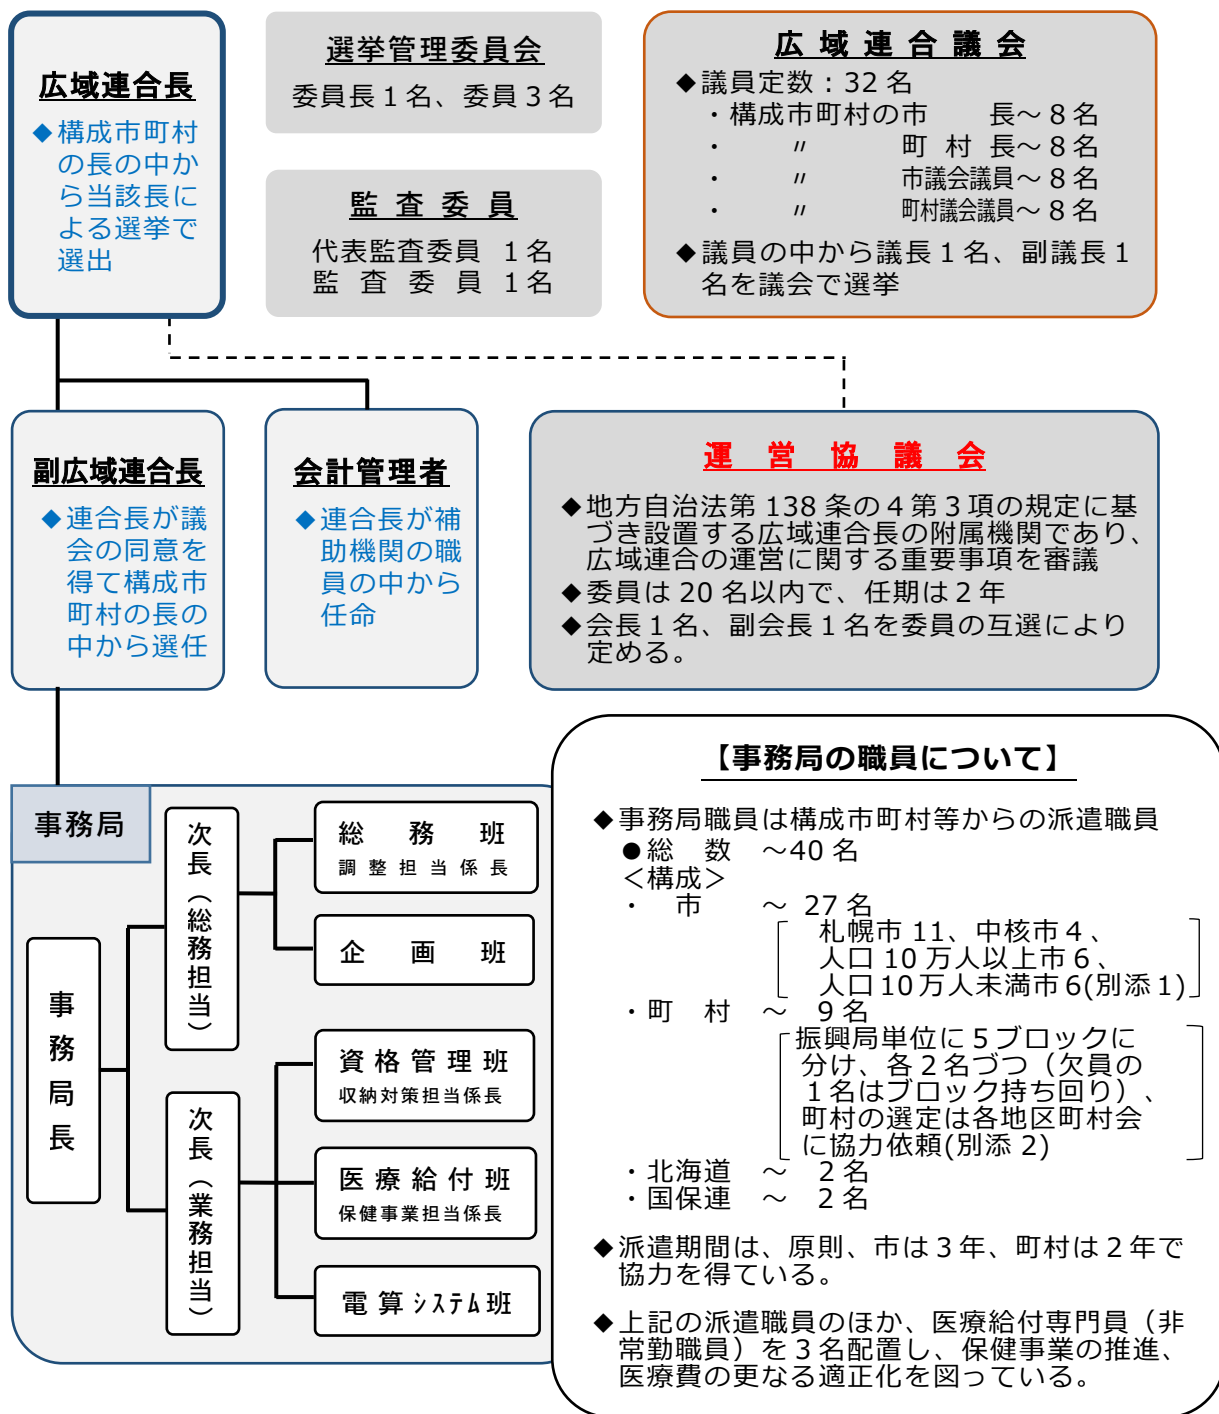 広域連合長
◆構成市町村
の長の中か
ら当該長に
よる選挙で
選出
選挙管理委員会
委員長１名、委員３名
監査委員
代表監査委員 １名
監査委員 １名
広域連合議会
◆議員定数：32名
・構成市町村の市　　長～８名
・　　〃　　　町村長～８名
・　　〃　　　市議会議員～８名
・　　〃　　　町村議会議員～８名
◆議員の中から議長１名、副議長１
名を議会で選挙
副広域連合長
◆連合長が議
会の同意を
得て構成市
町村の長の
中から選任
会計管理者
◆連合長が補
助機関の職
員の中から
任命
運営協議会
◆地方自治法第138条の４第３項の規定に基
づき設置する広域連合長の附属機関であり、
広域連合の運営に関する重要事項を審議
◆委員は20名以内で、任期は２年
◆会長１名、副会長１名を委員の互選により
定める。
事務局
事務局長
次長（総務担当）
総務班
調整担当係長
企画班
次長（業務担当）
資格管理班
収納対策担当係長
医療給付班
保健事業担当係長
電算ｼｽﾃﾑ班
【事務局の職員について】
◆事務局職員は構成市町村等からの派遣職員
●総　数　～40名
＜構成＞
・　市　　～ 27名
札幌市11、中核市４、
人口10万人以上市６、
人口10万人未満市６(別添１)
・町　村　～　９名
振興局単位に５ブロックに
分け、各２名づつ（欠員の
１名はブロック持ち回り）、
町村の選定は各地区町村会
に協力依頼(別添２)
・北海道　～　２名
・国保連　～　２名
◆派遣期間は、原則、市は３年、町村は２年で
協力を得ている。
◆上記の派遣職員のほか、医療給付専門員（非
常勤職員）を３名配置し、保健事業の推進、
医療費の更なる適正化を図っている。